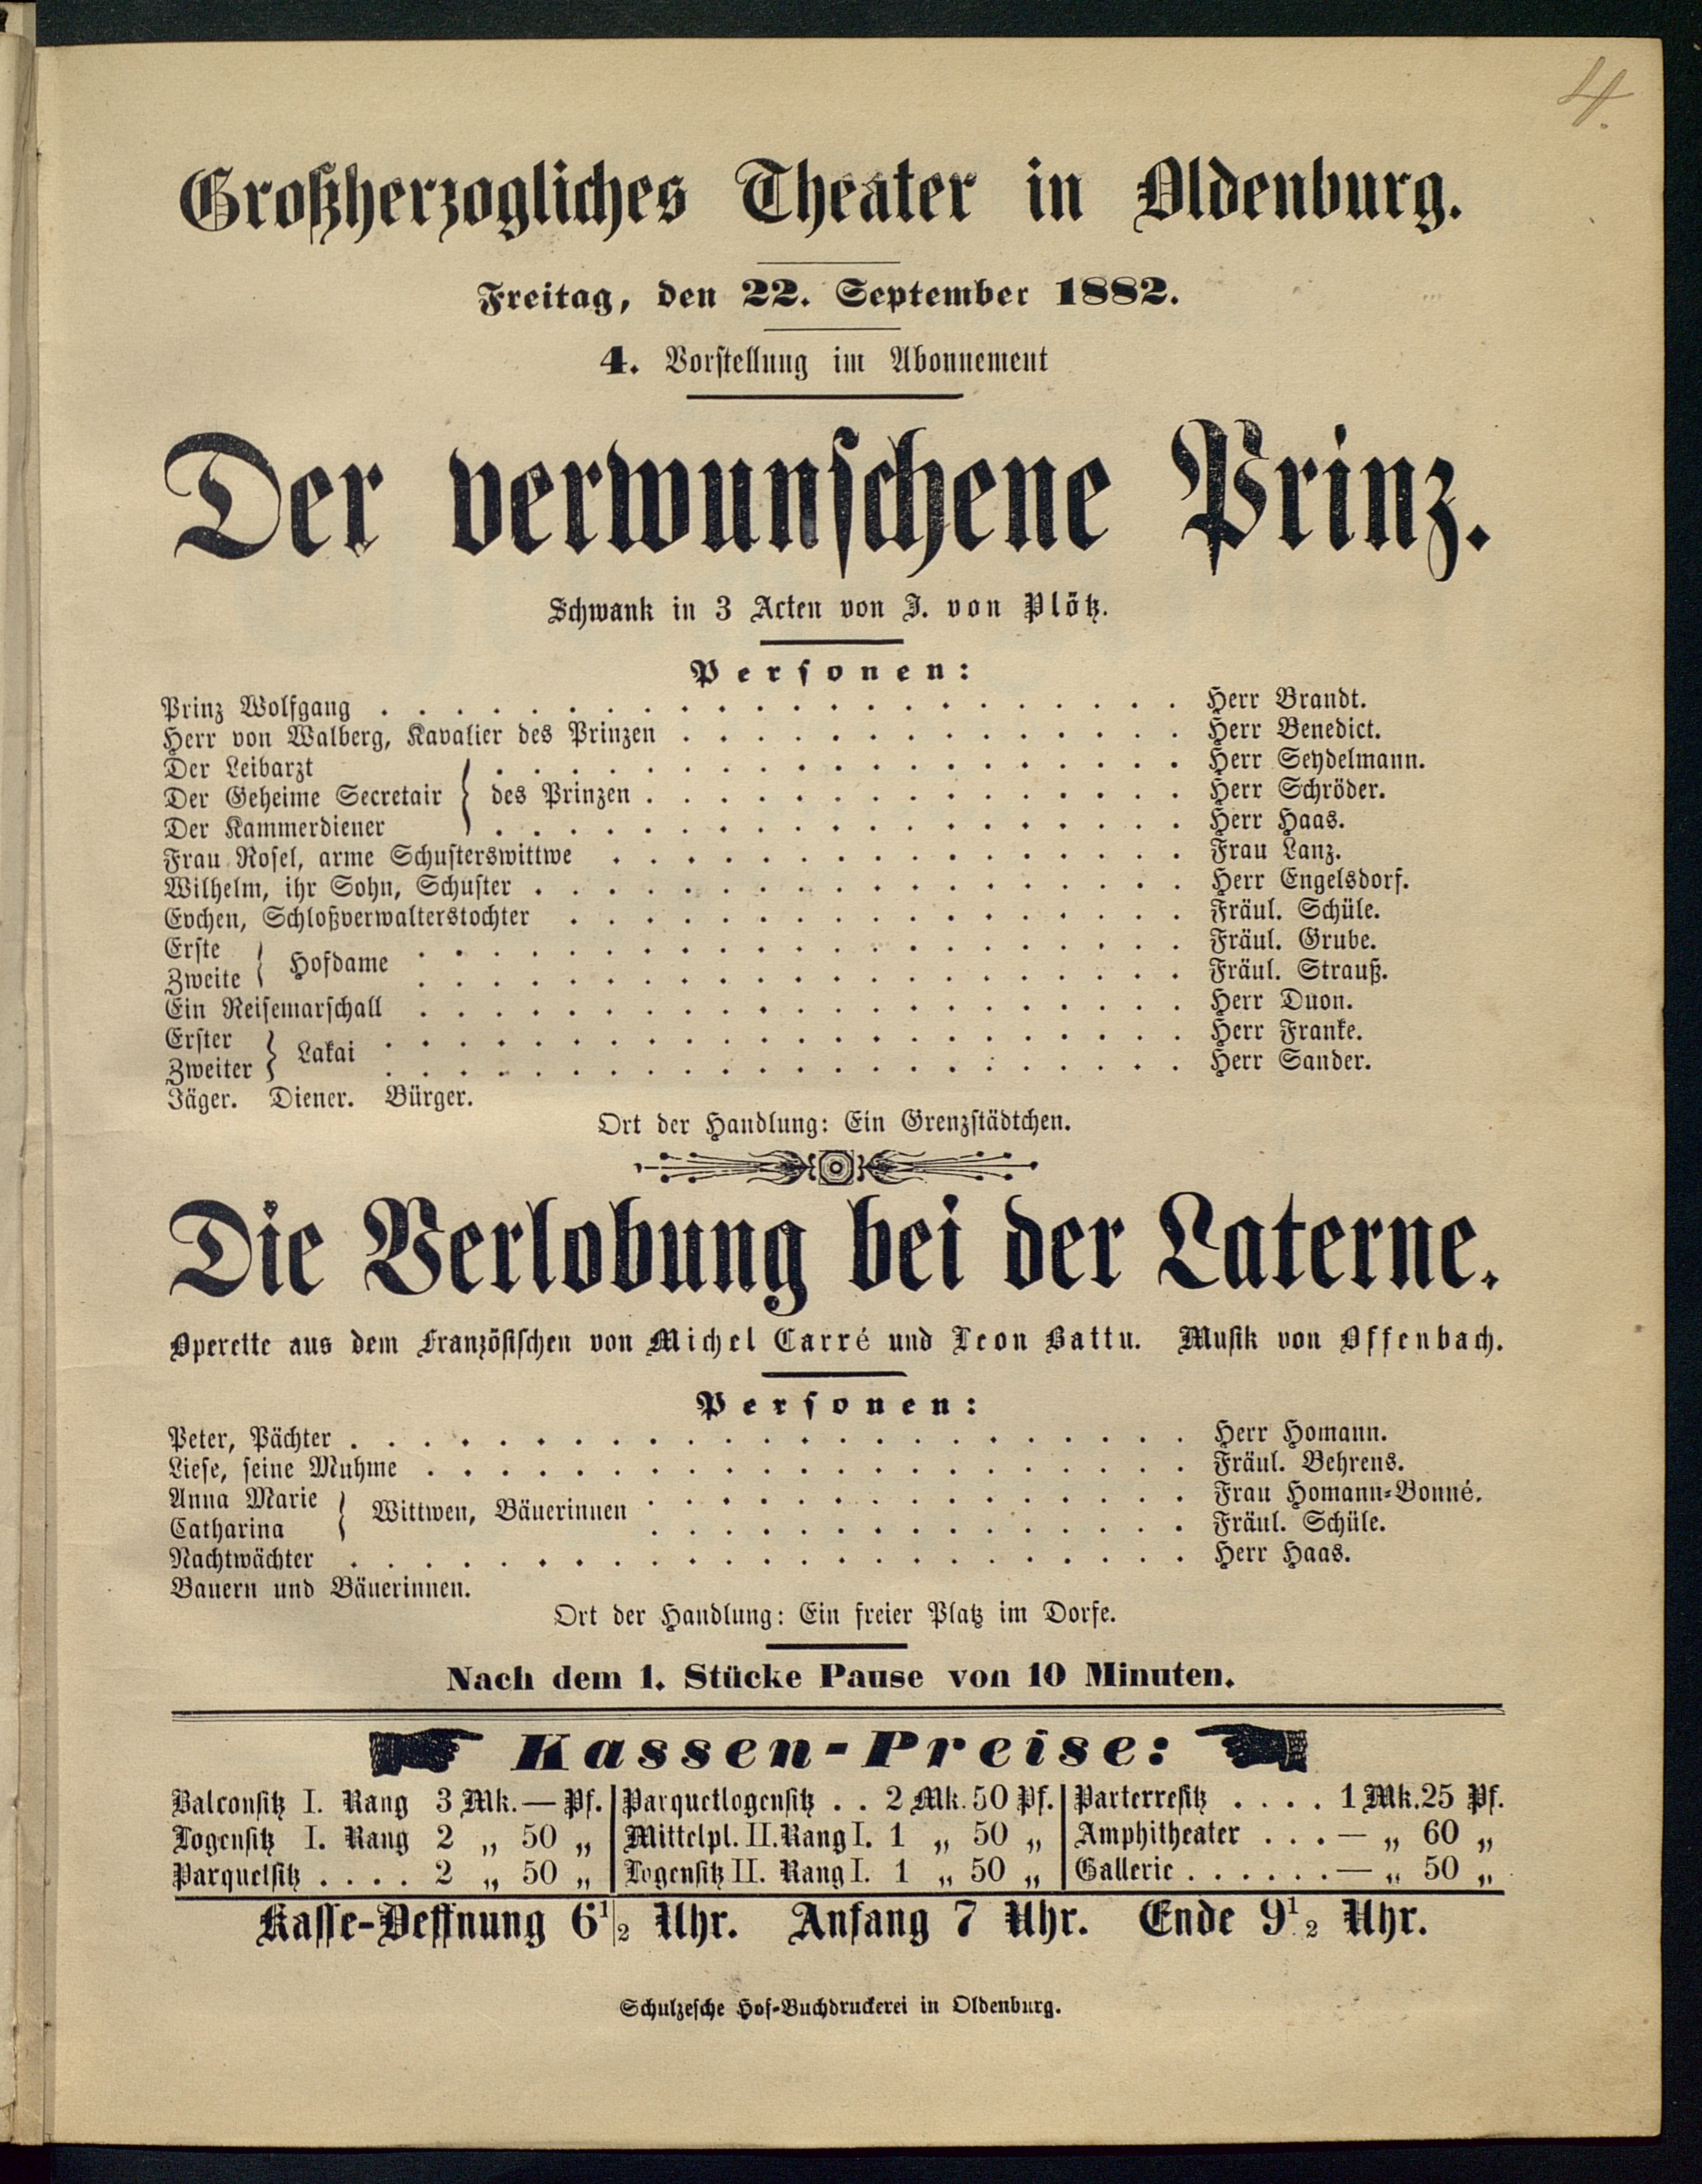 4.
Großherzogliches Theater in Oldenburg.
Freitag, den 22. September 1882.
4. Vorstellung im Abonnement
Der verwunschene Prinz.
Schwank in 3 Acten von J. von Plötz.
Personen:
Prinz Wolfgang . . . . . . . . . . Herr Brandt.
Herr von Walberg, Kavalier des Prinzen . . . . . . . . . . Herr Benedict.
Der Leibarzt . . . . . . . . . . Herr Seydelmann.
Der Geheime Secretair } des Prinzen . . . . . . . . . . Herr Schröder.
Der Kammerdiener . . . . . . . . . . Herr Haas.
Frau Rosel, arme Schusterswittwe . . . . . . . . . . Frau Lanz.
Wilhelm, ihr Sohn, Schuster . . . . . . . . . . Herr Engelsdorf.
Evchen, Schloßverwalterstochter . . . . . . . . . . Fräul. Schüle.
Erste } Hofdame . . . . . . . . . . Fräul. Grube.
Zweite . . . . . . . . . . Fräul. Strauß.
Ein Reisemarschall . . . . . . . . . . Herr Duon.
Erster } Lakai . . . . . . . . . . Herr Franke.
Zweiter . . . . . . . . . . Herr Sander.
Jäger. Diener. Bürger.
Ort der Handlung: Ein Grenzstädtchen.
Die Verlobung bei der Laterne.
Operette aus dem Französischen von Michel Carré und Leon Battu. Musik von Offenbach.
Personen:
Peter, Pächter . . . . . . . . . . Herr Homann.
Liese, seine Muhme . . . . . . . . . . Fräul. Behrens.
Anna Marie } Wittwen, Bäuerinnen . . . . . . . . . . Frau Homann-Bonné.
Catharina . . . . . . . . . . Fräul. Schüle.
Nachtwächter . . . . . . . . . . Herr Haas.
Bauern und Bäuerinnen.
Ort der Handlung: Ein freier Platz im Dorfe.
Nach dem 1. Stücke Pause von 10 Minuten.
Kassen-Preise:
Balconsitz I. Rang 3 Mk. — Pf. | Parquetlogensitz . . 2 Mk. 50 Pf. | Parterresitz . . . . 1 Mk. 25 Pf.
Logensitz I. Rang 2 „ 50 „ | Mittelpl. II. Rang I. 1 „ 50 „ | Amphitheater . . . — „ 60 „
Parquetsitz . . . . 2 „ 50 „ | Logensitz II. Rang I. 1 „ 50 „ | Gallerie . . . . . . — „ 50 „
Kasse-Oeffnung 6 1/2 Uhr. Anfang 7 Uhr. Ende 9 1/2 Uhr.
Schulzesche Hof-Buchdruckerei in Oldenburg.